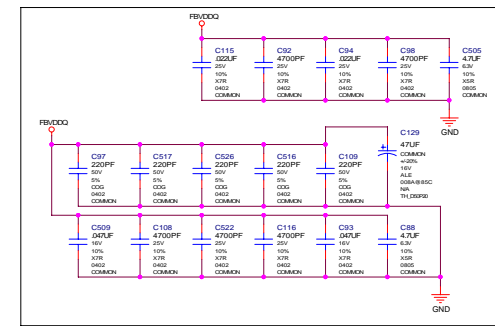 FBVDDQ
C115
.022UF
25V
10%
X7R
0402
COMMON
C92
4700PF
25V
10%
X7R
0402
COMMON
C94
.022UF
25V
10%
X7R
0402
COMMON
C98
4700PF
25V
10%
X7R
0402
COMMON
C505
4.7UF
6.3V
10%
X5R
0805
COMMON
GND
FBVDDQ
C97
220PF
50V
5%
COG
0402
COMMON
C517
220PF
50V
5%
COG
0402
COMMON
C526
220PF
50V
5%
COG
0402
COMMON
C516
220PF
50V
5%
COG
0402
COMMON
C109
220PF
50V
5%
COG
0402
COMMON
C129
47UF
COMMON
+/-20%
16V
ALE
008A@85C
N/A
TH_D50P20
C509
.047UF
16V
10%
X7R
0402
COMMON
C108
4700PF
25V
10%
X7R
0402
COMMON
C522
4700PF
25V
10%
X7R
0402
COMMON
C116
4700PF
25V
10%
X7R
0402
COMMON
C93
.047UF
16V
10%
X7R
0402
COMMON
C88
4.7UF
6.3V
10%
X5R
0805
COMMON
GND